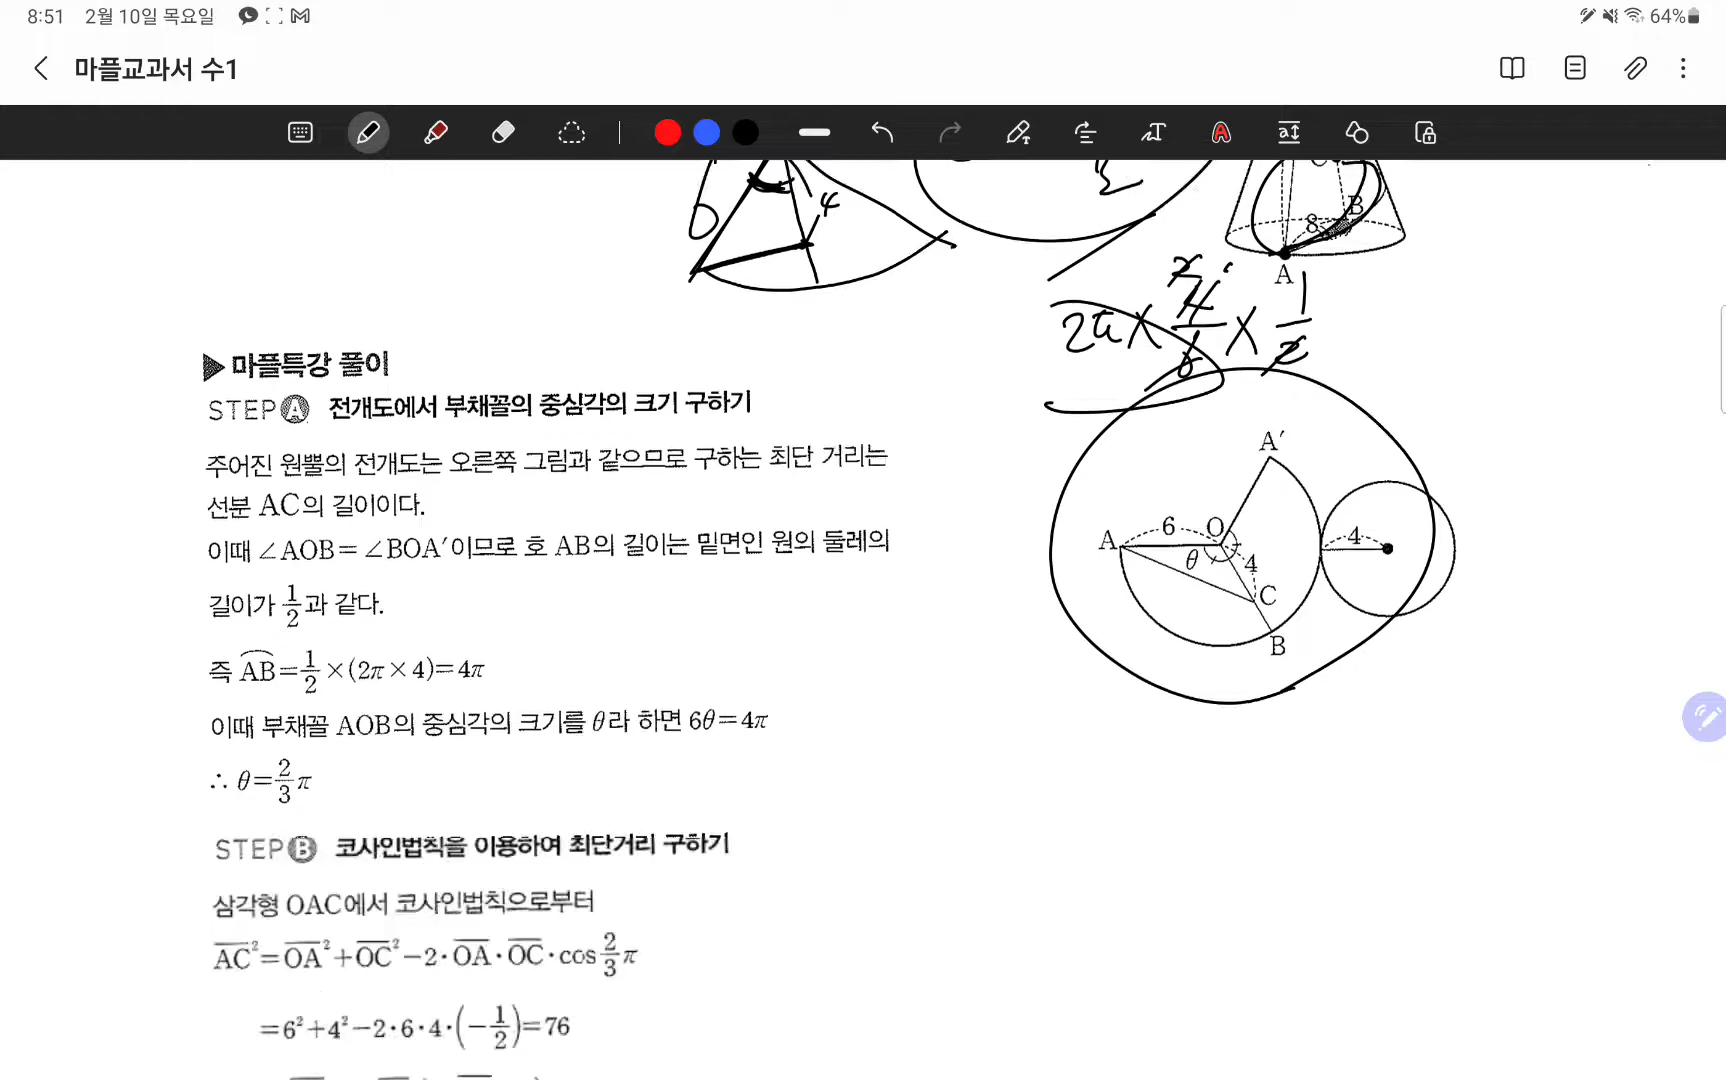 8:51 2월 10일 목요일 64%
마플교과서 수1
4
8
B
A
2π × 4/6 × 1/2
▶ 마플특강 풀이
STEP A 전개도에서 부채꼴의 중심각의 크기 구하기
주어진 원뿔의 전개도는 오른쪽 그림과 같으므로 구하는 최단 거리는
선분 AC의 길이이다.
이때 ∠AOB=∠BOA′이므로 호 AB의 길이는 밑면인 원의 둘레의
길이가 1/2과 같다.
즉 A͡B=1/2×(2π×4)=4π
이때 부채꼴 AOB의 중심각의 크기를 θ라 하면 6θ=4π
∴ θ=2/3π
A′
6
O
A
θ
4
C
B
4
STEP B 코사인법칙을 이용하여 최단거리 구하기
삼각형 OAC에서 코사인법칙으로부터
A̅C̅²=O̅A̅²+O̅C̅²−2·O̅A̅·O̅C̅·cos2/3π
=6²+4²−2·6·4·(−1/2)=76